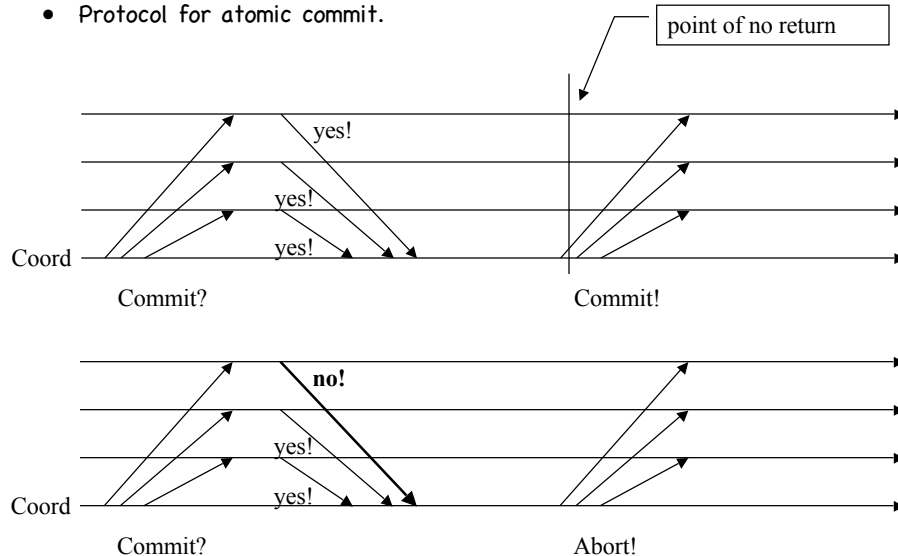 • Protocol for atomic commit.
point of no return
yes!
yes!
yes!
Coord
Commit?
Commit!
no!
yes!
yes!
Coord
Commit?
Abort!